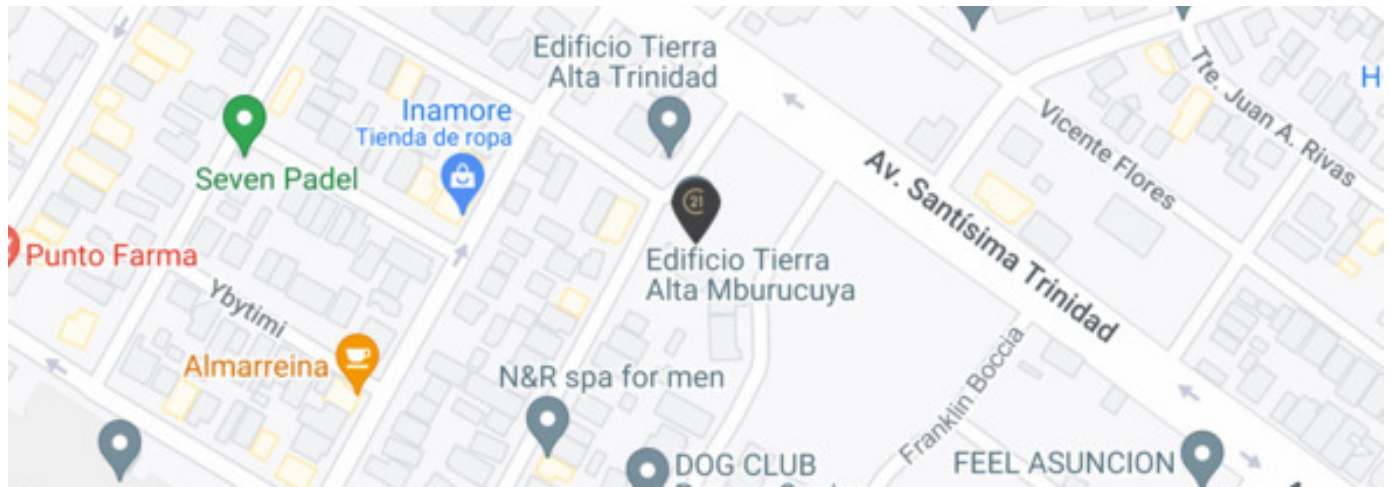 Edificio Tierra
Alta Trinidad
Tte. Juan A. Rivas
H
Inamore
Tienda de ropa
Vicente Flores
Seven Padel
Av. Santísima Trinidad
21
Punto Farma
Edificio Tierra
Alta Mburucuya
Ybytimi
Almarreina
N&R spa for men
Franklin Boccia
DOG CLUB
FEEL ASUNCION